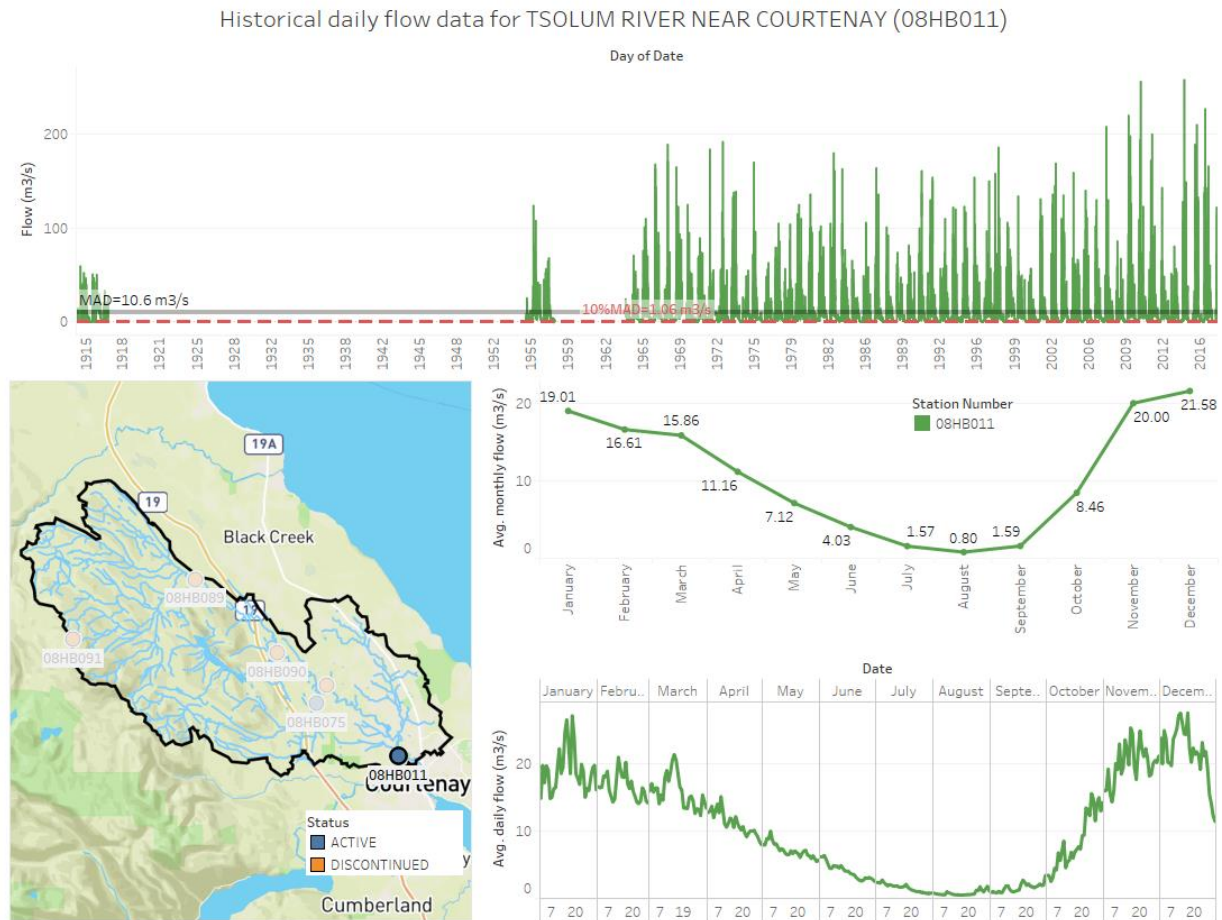 Historical daily flow data for TSOLUM RIVER NEAR COURTENAY (08HB011)
Day of Date
Flow (m3/s)
200
100
0
MAD=10.6 m3/s
10%MAD=1.06 m3/s
1915 1918 1921 1925 1928 1932 1935 1938 1942 1945 1948 1952 1955 1959 1962 1965 1969 1972 1975 1979 1982 1986 1989 1992 1996 1999 2002 2006 2009 2012 2016
19A
19
Black Creek
08HB089
19
08HB091
08HB090
08HB075
08HB011
Courtenay
Status
ACTIVE
DISCONTINUED
y
Cumberland
Avg. monthly flow (m3/s)
20
10
0
Station Number
08HB011
19.01
16.61
15.86
11.16
7.12
4.03
1.57
0.80
1.59
8.46
20.00
21.58
January February March April May June July August September October November December
Date
January Febru.. March April May June July August Septe.. October Novem.. Decem..
Avg. daily flow (m3/s)
20
10
0
7 20 7 20 7 19 7 20 7 20 7 20 7 20 7 20 7 20 7 20 7 20 7 20